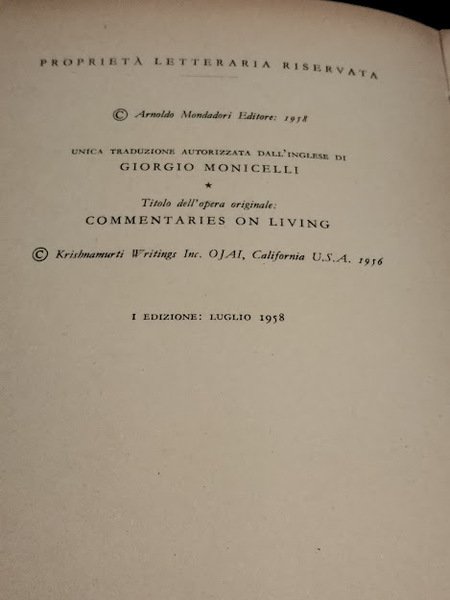 PROPRIETÀ LETTERARIA RISERVATA
© Arnoldo Mondadori Editore: 1958
UNICA TRADUZIONE AUTORIZZATA DALL'INGLESE DI
GIORGIO MONICELLI
★
Titolo dell'opera originale:
COMMENTARIES ON LIVING
© Krishnamurti Writings Inc. OJAI, California U.S.A. 1956
I EDIZIONE: LUGLIO 1958